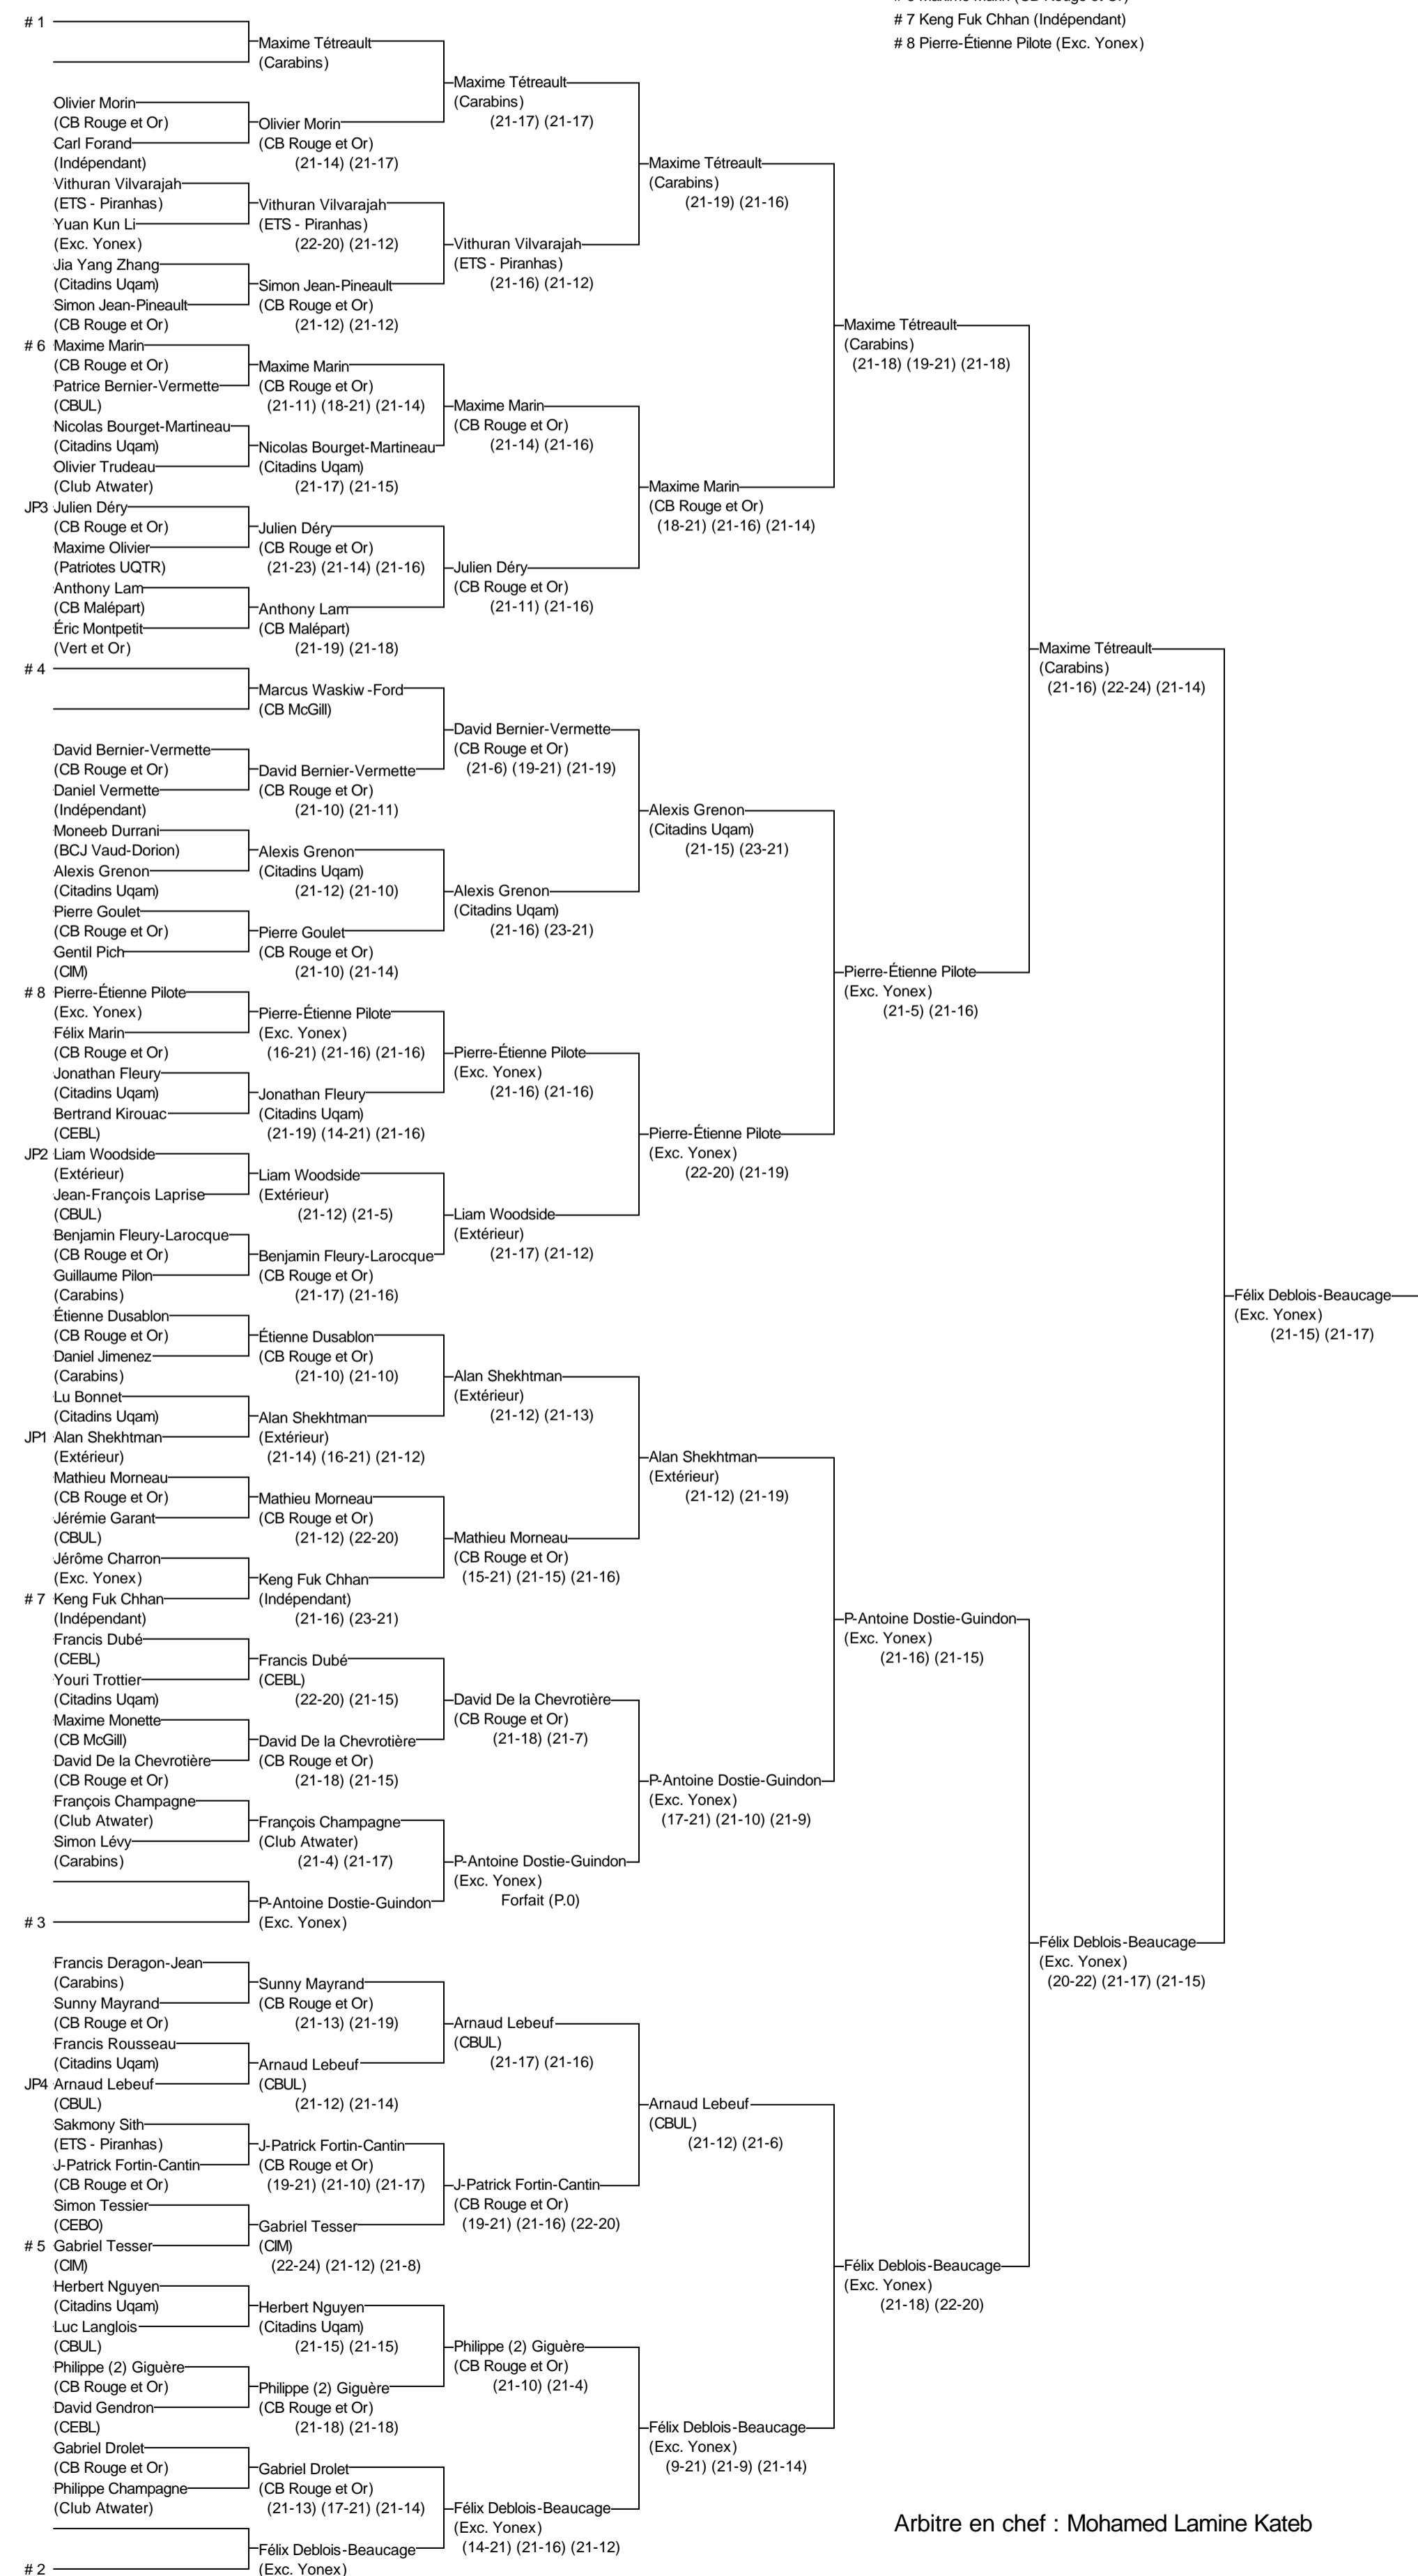 # 1
Olivier Morin
(CB Rouge et Or)
Carl Forand
(Indépendant)
Vithuran Vilvarajah
(ETS - Piranhas)
Yuan Kun Li
(Exc. Yonex)
Jia Yang Zhang
(Citadins Uqam)
Simon Jean-Pineault
(CB Rouge et Or)
# 6 Maxime Marin
(CB Rouge et Or)
Patrice Bernier-Vermette
(CBUL)
Nicolas Bourget-Martineau
(Citadins Uqam)
Olivier Trudeau
(Club Atwater)
JP3 Julien Déry
(CB Rouge et Or)
Maxime Olivier
(Patriotes UQTR)
Anthony Lam
(CB Malépart)
Éric Montpetit
(Vert et Or)
# 4
David Bernier-Vermette
(CB Rouge et Or)
Daniel Vermette
(Indépendant)
Moneeb Durrani
(BCJ Vaud-Dorion)
Alexis Grenon
(Citadins Uqam)
Pierre Goulet
(CB Rouge et Or)
Gentil Pich
(CIM)
# 8 Pierre-Étienne Pilote
(Exc. Yonex)
Félix Marin
(CB Rouge et Or)
Jonathan Fleury
(Citadins Uqam)
Bertrand Kirouac
(CEBL)
JP2 Liam Woodside
(Extérieur)
Jean-François Laprise
(CBUL)
Benjamin Fleury-Larocque
(CB Rouge et Or)
Guillaume Pilon
(Carabins)
Étienne Dusablon
(CB Rouge et Or)
Daniel Jimenez
(Carabins)
Lu Bonnet
(Citadins Uqam)
JP1 Alan Shekhtman
(Extérieur)
Mathieu Morneau
(CB Rouge et Or)
Jérémie Garant
(CBUL)
Jérôme Charron
(Exc. Yonex)
# 7 Keng Fuk Chhan
(Indépendant)
Francis Dubé
(CEBL)
Youri Trottier
(Citadins Uqam)
Maxime Monette
(CB McGill)
David De la Chevrotière
(CB Rouge et Or)
François Champagne
(Club Atwater)
Simon Lévy
(Carabins)
# 3
Francis Deragon-Jean
(Carabins)
Sunny Mayrand
(CB Rouge et Or)
Francis Rousseau
(Citadins Uqam)
JP4 Arnaud Lebeuf
(CBUL)
Sakmony Sith
(ETS - Piranhas)
J-Patrick Fortin-Cantin
(CB Rouge et Or)
Simon Tessier
(CEBO)
# 5 Gabriel Tesser
(CIM)
Herbert Nguyen
(Citadins Uqam)
Luc Langlois
(CBUL)
Philippe (2) Giguère
(CB Rouge et Or)
David Gendron
(CEBL)
Gabriel Drolet
(CB Rouge et Or)
Philippe Champagne
(Club Atwater)
# 2
Maxime Tétreault
(Carabins)
Olivier Morin
(CB Rouge et Or)
(21-14) (21-17)
Vithuran Vilvarajah
(ETS - Piranhas)
(22-20) (21-12)
Simon Jean-Pineault
(CB Rouge et Or)
(21-12) (21-12)
Maxime Marin
(CB Rouge et Or)
(21-11) (18-21) (21-14)
Nicolas Bourget-Martineau
(Citadins Uqam)
(21-17) (21-15)
Julien Déry
(CB Rouge et Or)
(21-23) (21-14) (21-16)
Anthony Lam
(CB Malépart)
(21-19) (21-18)
Marcus Waskiw-Ford
(CB McGill)
David Bernier-Vermette
(CB Rouge et Or)
(21-10) (21-11)
Alexis Grenon
(Citadins Uqam)
(21-12) (21-10)
Pierre Goulet
(CB Rouge et Or)
(21-10) (21-14)
Pierre-Étienne Pilote
(Exc. Yonex)
(16-21) (21-16) (21-16)
Jonathan Fleury
(Citadins Uqam)
(21-19) (14-21) (21-16)
Liam Woodside
(Extérieur)
(21-12) (21-5)
Benjamin Fleury-Larocque
(CB Rouge et Or)
(21-17) (21-16)
Étienne Dusablon
(CB Rouge et Or)
(21-10) (21-10)
Alan Shekhtman
(Extérieur)
(21-14) (16-21) (21-12)
Mathieu Morneau
(CB Rouge et Or)
(21-12) (22-20)
Keng Fuk Chhan
(Indépendant)
(21-16) (23-21)
Francis Dubé
(CEBL)
(22-20) (21-15)
David De la Chevrotière
(CB Rouge et Or)
(21-18) (21-15)
François Champagne
(Club Atwater)
(21-4) (21-17)
P-Antoine Dostie-Guindon
(Exc. Yonex)
Sunny Mayrand
(CB Rouge et Or)
(21-13) (21-19)
Arnaud Lebeuf
(CBUL)
(21-12) (21-14)
J-Patrick Fortin-Cantin
(CB Rouge et Or)
(19-21) (21-10) (21-17)
Gabriel Tesser
(CIM)
(22-24) (21-12) (21-8)
Herbert Nguyen
(Citadins Uqam)
(21-15) (21-15)
Philippe (2) Giguère
(CB Rouge et Or)
(21-18) (21-18)
Gabriel Drolet
(CB Rouge et Or)
(21-13) (17-21) (21-14)
Félix Deblois-Beaucage
(Exc. Yonex)
Maxime Tétreault
(Carabins)
(21-17) (21-17)
Vithuran Vilvarajah
(ETS - Piranhas)
(21-16) (21-12)
Maxime Marin
(CB Rouge et Or)
(21-14) (21-16)
Julien Déry
(CB Rouge et Or)
(21-11) (21-16)
David Bernier-Vermette
(CB Rouge et Or)
(21-6) (19-21) (21-19)
Alexis Grenon
(Citadins Uqam)
(21-16) (23-21)
Pierre-Étienne Pilote
(Exc. Yonex)
(21-16) (21-16)
Liam Woodside
(Extérieur)
(21-17) (21-12)
Alan Shekhtman
(Extérieur)
(21-12) (21-13)
Mathieu Morneau
(CB Rouge et Or)
(15-21) (21-15) (21-16)
David De la Chevrotière
(CB Rouge et Or)
(21-18) (21-7)
P-Antoine Dostie-Guindon
(Exc. Yonex)
Forfait (P.0)
Arnaud Lebeuf
(CBUL)
(21-17) (21-16)
J-Patrick Fortin-Cantin
(CB Rouge et Or)
(19-21) (21-16) (22-20)
Philippe (2) Giguère
(CB Rouge et Or)
(21-10) (21-4)
Félix Deblois-Beaucage
(Exc. Yonex)
(14-21) (21-16) (21-12)
Maxime Tétreault
(Carabins)
(21-19) (21-16)
Maxime Marin
(CB Rouge et Or)
(18-21) (21-16) (21-14)
Alexis Grenon
(Citadins Uqam)
(21-15) (23-21)
Pierre-Étienne Pilote
(Exc. Yonex)
(22-20) (21-19)
Alan Shekhtman
(Extérieur)
(21-12) (21-19)
P-Antoine Dostie-Guindon
(Exc. Yonex)
(17-21) (21-10) (21-9)
Arnaud Lebeuf
(CBUL)
(21-12) (21-6)
Félix Deblois-Beaucage
(Exc. Yonex)
(9-21) (21-9) (21-14)
# 6 Maxime Marin (CB Rouge et Or)
# 7 Keng Fuk Chhan (Indépendant)
# 8 Pierre-Étienne Pilote (Exc. Yonex)
Maxime Tétreault
(Carabins)
(21-18) (19-21) (21-18)
Pierre-Étienne Pilote
(Exc. Yonex)
(21-5) (21-16)
P-Antoine Dostie-Guindon
(Exc. Yonex)
(21-16) (21-15)
Félix Deblois-Beaucage
(Exc. Yonex)
(21-18) (22-20)
Maxime Tétreault
(Carabins)
(21-16) (22-24) (21-14)
Félix Deblois-Beaucage
(Exc. Yonex)
(20-22) (21-17) (21-15)
Félix Deblois-Beaucage
(Exc. Yonex)
(21-15) (21-17)
Arbitre en chef : Mohamed Lamine Kateb